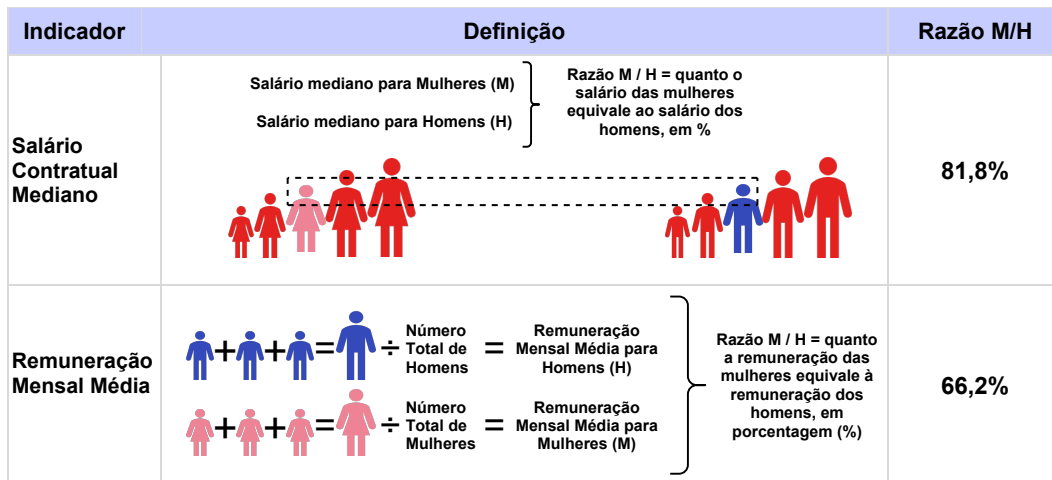 Indicador
Definição
Razão M/H
Salário
Contratual
Mediano
Salário mediano para Mulheres (M)
Salário mediano para Homens (H)
Razão M / H = quanto o
salário das mulheres
equivale ao salário dos
homens, em %
81,8%
Remuneração
Mensal Média
+ + = ÷
Número
Total de
Homens
=
Remuneração
Mensal Média para
Homens (H)
+ + = ÷
Número
Total de
Mulheres
=
Remuneração
Mensal Média para
Mulheres (M)
Razão M / H = quanto
a remuneração das
mulheres equivale à
remuneração dos
homens, em
porcentagem (%)
66,2%